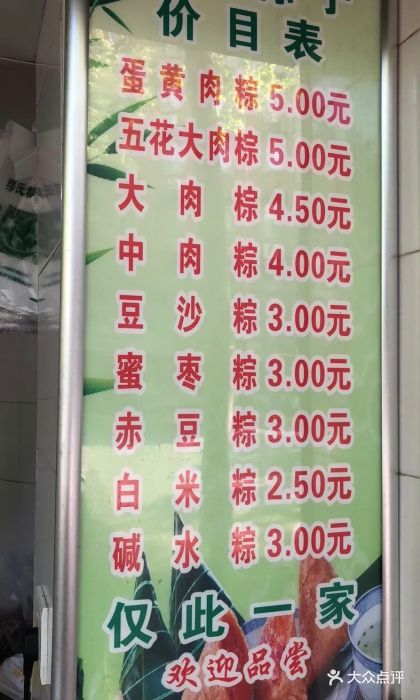 价目表
蛋黄肉粽 5.00元
五花大肉棕 5.00元
大肉棕 4.50元
中肉粽 4.00元
豆沙粽 3.00元
蜜枣粽 3.00元
赤豆粽 3.00元
白米粽 2.50元
碱水粽 3.00元
仅此一家
欢迎品尝
大众点评